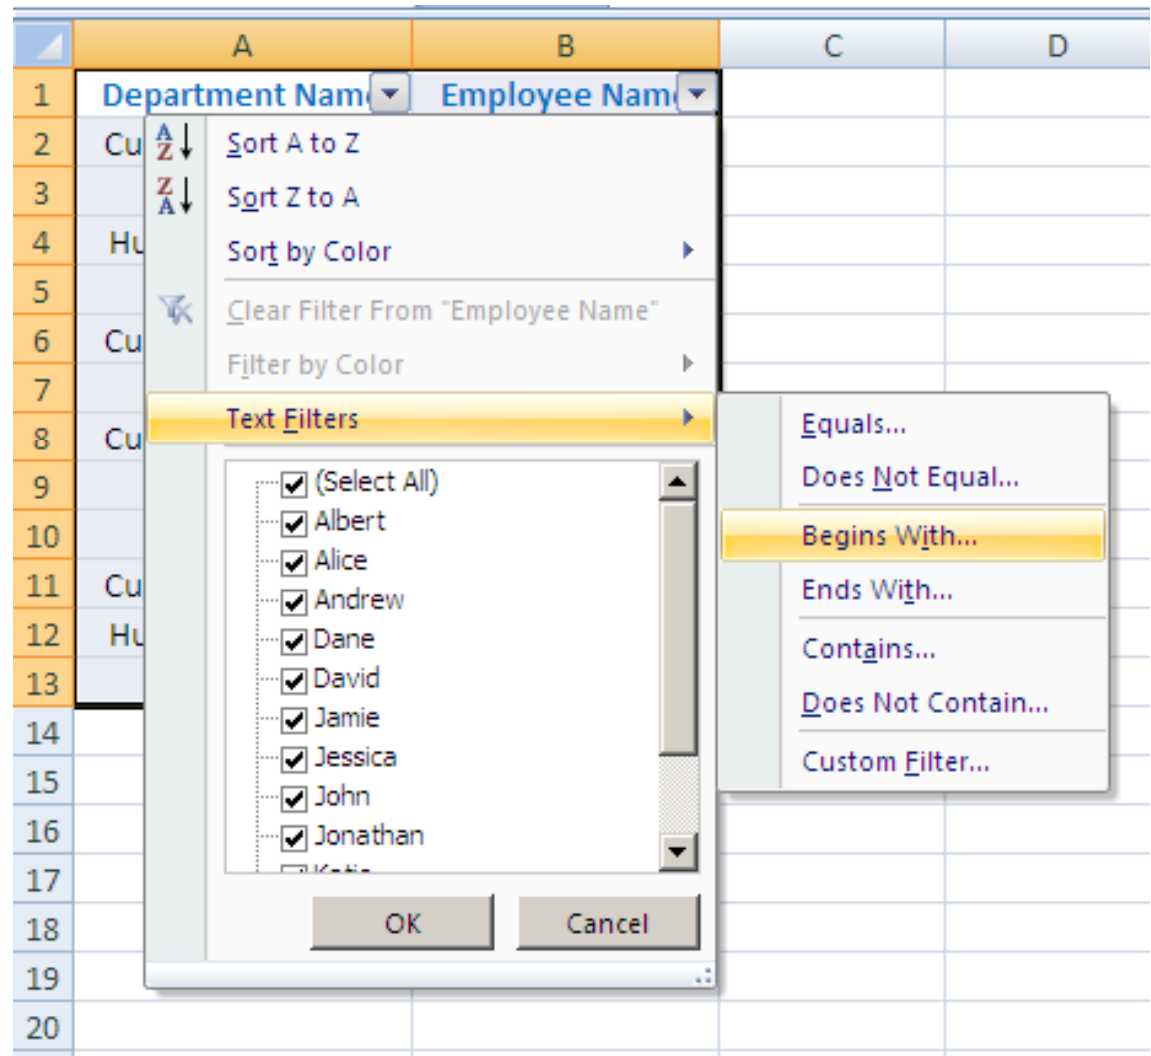 A B C D
1 Department Nam Employee Nam
2 Cu
Sort A to Z
3
Sort Z to A
4 Hu
Sort by Color
5
Clear Filter From "Employee Name"
6 Cu
Filter by Color
7
Text Filters
Equals...
8 Cu
(Select All)
Does Not Equal...
9
Albert
10
Begins With...
Alice
11 Cu
Andrew
Ends With...
12 Hu
Dane
Contains...
13
David
Does Not Contain...
14
Jamie
15
Jessica
Custom Filter...
John
16
Jonathan
17
18
OK Cancel
19
20